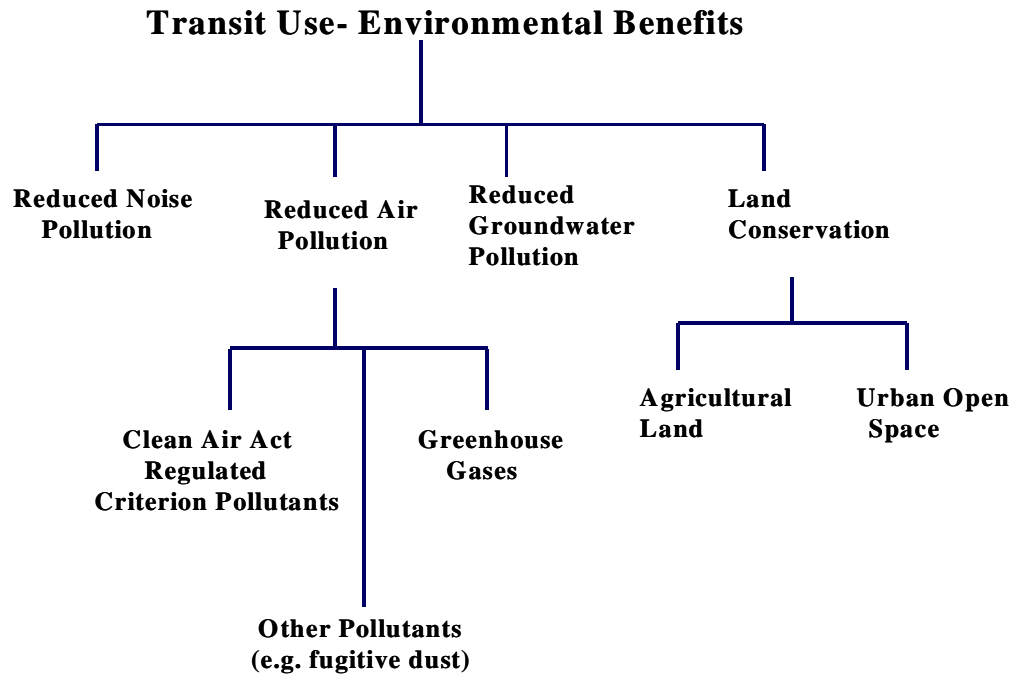 Transit Use- Environmental Benefits
Reduced Noise
Pollution
Reduced Air
Pollution
Reduced
Groundwater
Pollution
Land
Conservation
Clean Air Act
Regulated
Criterion Pollutants
Greenhouse
Gases
Agricultural
Land
Urban Open
Space
Other Pollutants
(e.g. fugitive dust)